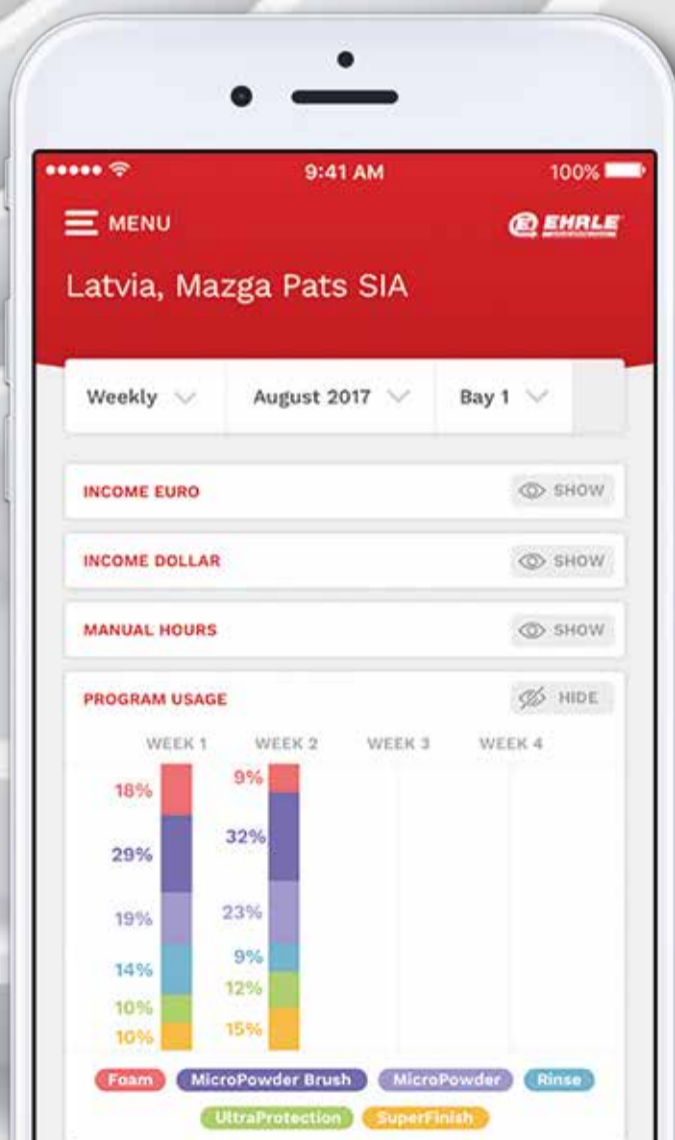 9:41 AM 100%
MENU EHRLE
Latvia, Mazga Pats SIA
Weekly August 2017 Bay 1
INCOME EURO SHOW
INCOME DOLLAR SHOW
MANUAL HOURS SHOW
PROGRAM USAGE HIDE
WEEK 1 WEEK 2 WEEK 3 WEEK 4
18% 9%
29% 32%
19% 23%
14% 9%
10% 12%
10% 15%
Foam MicroPowder Brush MicroPowder Rinse
UltraProtection SuperFinish